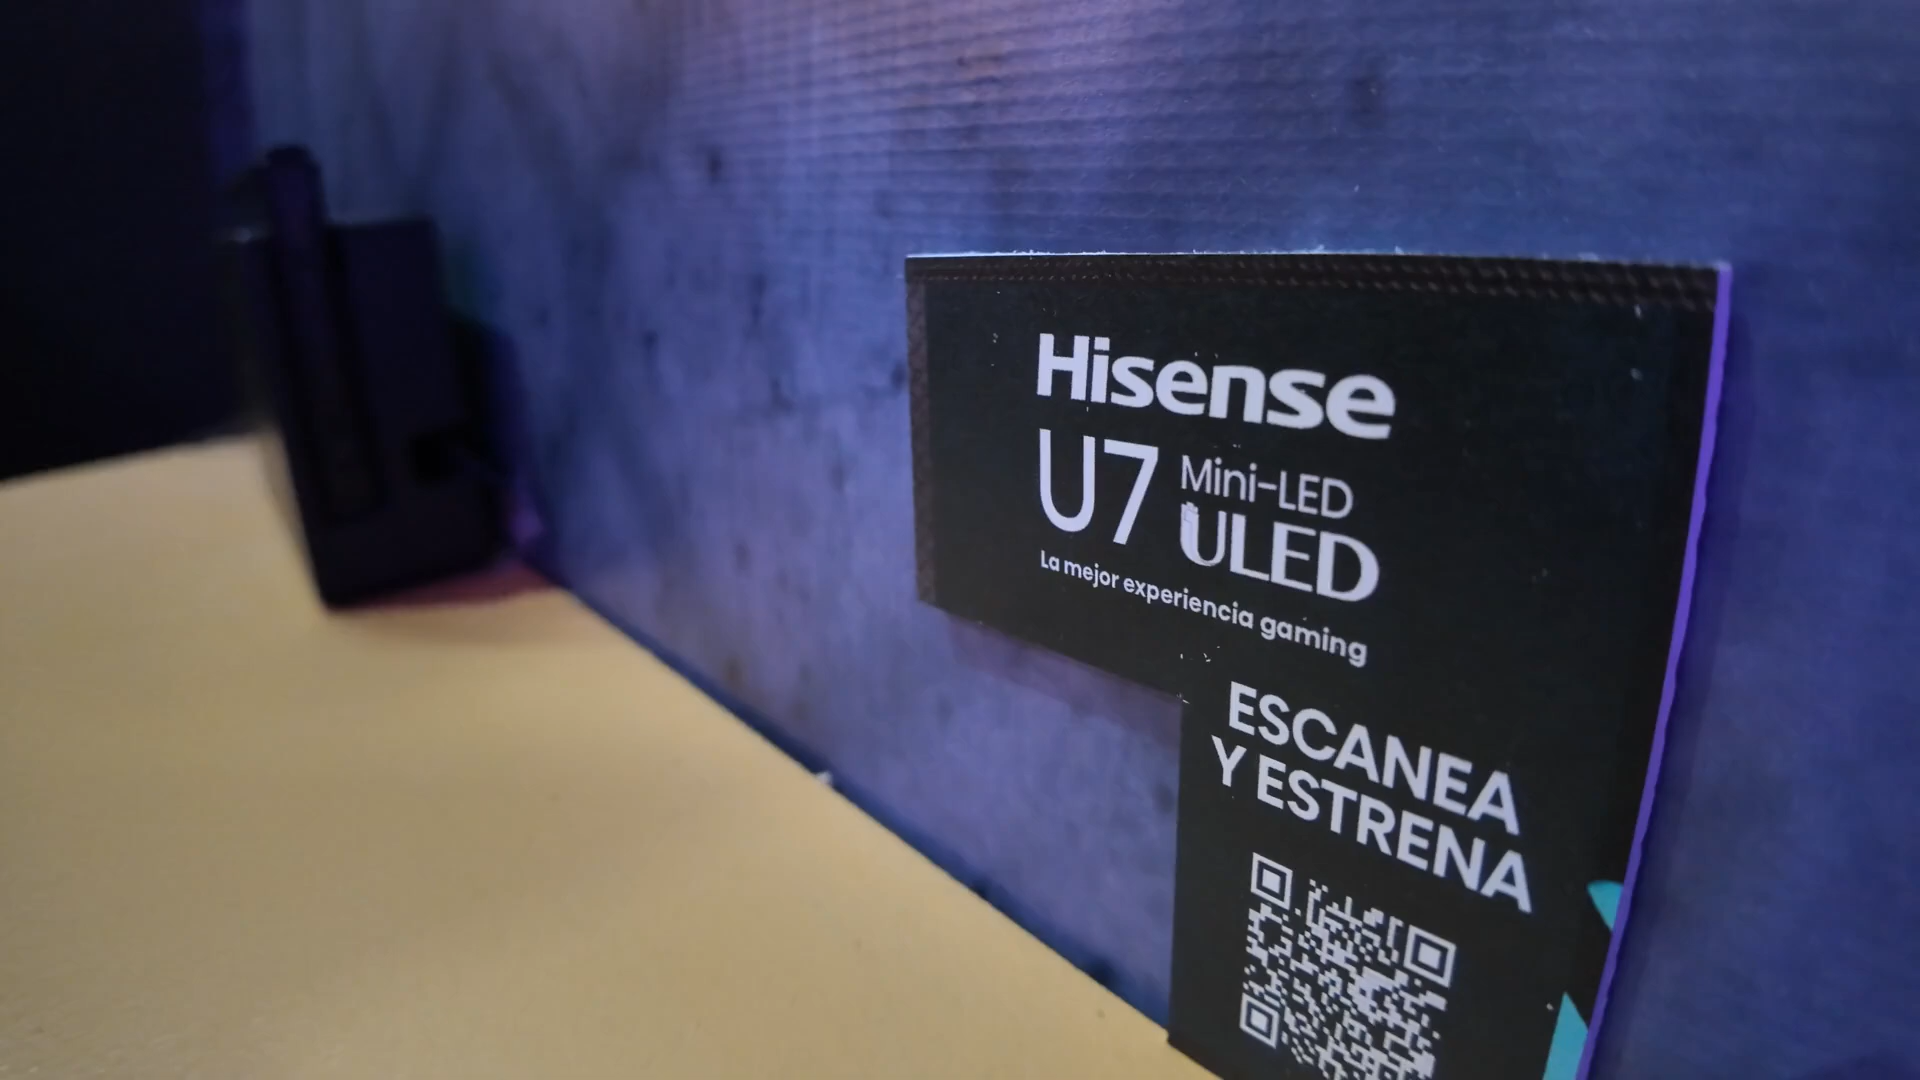 Hisense
U7 Mini-LED
ULED
La mejor experiencia gaming
ESCANEA
Y ESTRENA